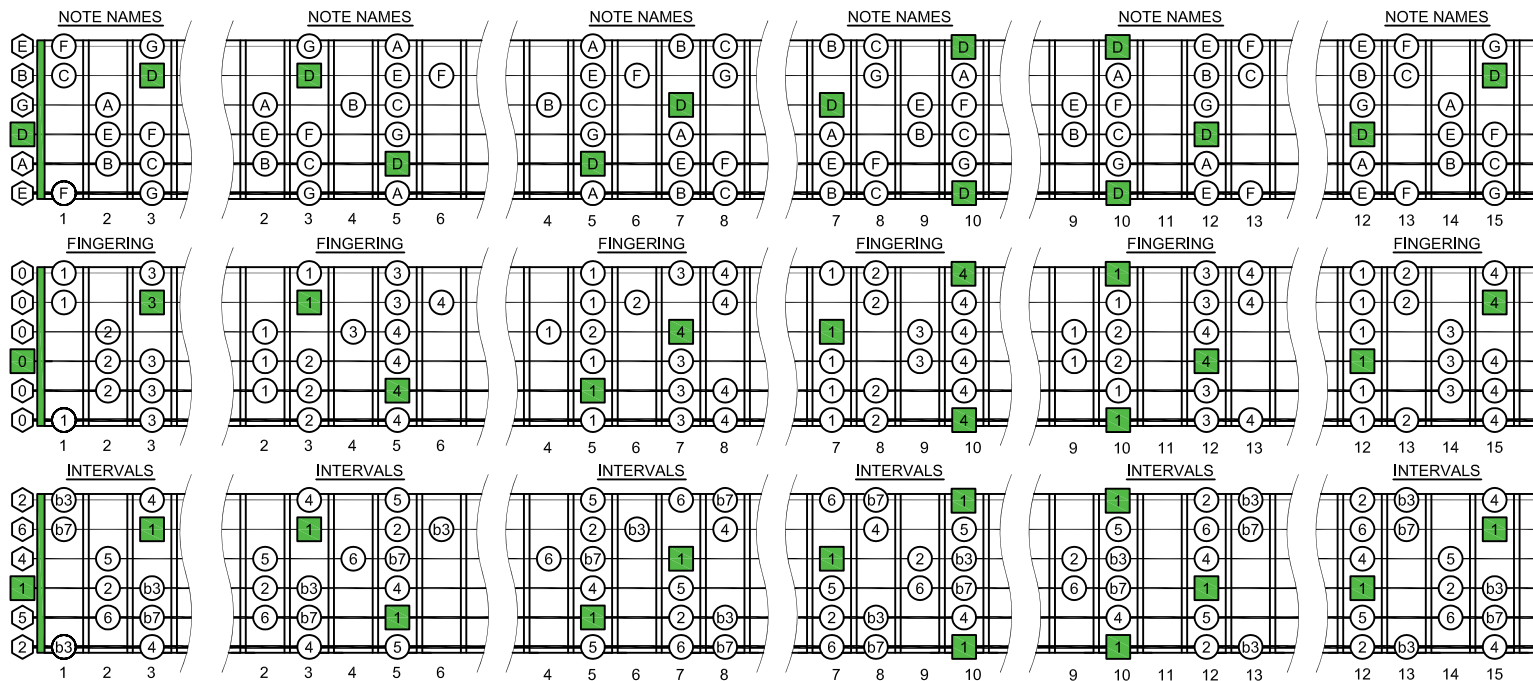 NOTE NAMES NOTE NAMES NOTE NAMES NOTE NAMES NOTE NAMES NOTE NAMES
E F G G A A B C B C D D E F E F G
B C D D E F E F G G A A B C B C D
G A A B C B C D D E F E F G G A
D E F E F G G A A B C B C D D E F
A B C B C D D E F E F G G A A B C
E F G G A A B C B C D D E F E F G
1 2 3 2 3 4 5 6 4 5 6 7 8 7 8 9 10 9 10 11 12 13 12 13 14 15
FINGERING FINGERING FINGERING FINGERING FINGERING FINGERING
0 1 3 1 3 1 3 4 1 2 4 1 3 4 1 2 4
0 1 3 1 3 4 1 2 4 2 4 1 3 4 1 2 4
0 2 1 3 4 1 2 4 1 3 4 1 2 4 1 3
0 2 3 1 2 4 1 3 1 3 4 1 2 4 1 3 4
0 2 3 1 2 4 1 3 4 1 2 4 1 3 1 3 4
0 1 3 2 4 1 3 4 1 2 4 1 3 4 1 2 4
1 2 3 2 3 4 5 6 4 5 6 7 8 7 8 9 10 9 10 11 12 13 12 13 14 15
INTERVALS INTERVALS INTERVALS INTERVALS INTERVALS INTERVALS
2 b3 4 4 5 5 6 b7 6 b7 1 1 2 b3 2 b3 4
6 b7 1 1 2 b3 2 b3 4 4 5 5 6 b7 6 b7 1
4 5 5 6 b7 6 b7 1 1 2 b3 2 b3 4 4 5
1 2 b3 2 b3 4 4 5 5 6 b7 6 b7 1 1 2 b3
5 6 b7 6 b7 1 1 2 b3 2 b3 4 4 5 5 6 b7
2 b3 4 4 5 5 6 b7 6 b7 1 1 2 b3 2 b3 4
1 2 3 2 3 4 5 6 4 5 6 7 8 7 8 9 10 9 10 11 12 13 12 13 14 15